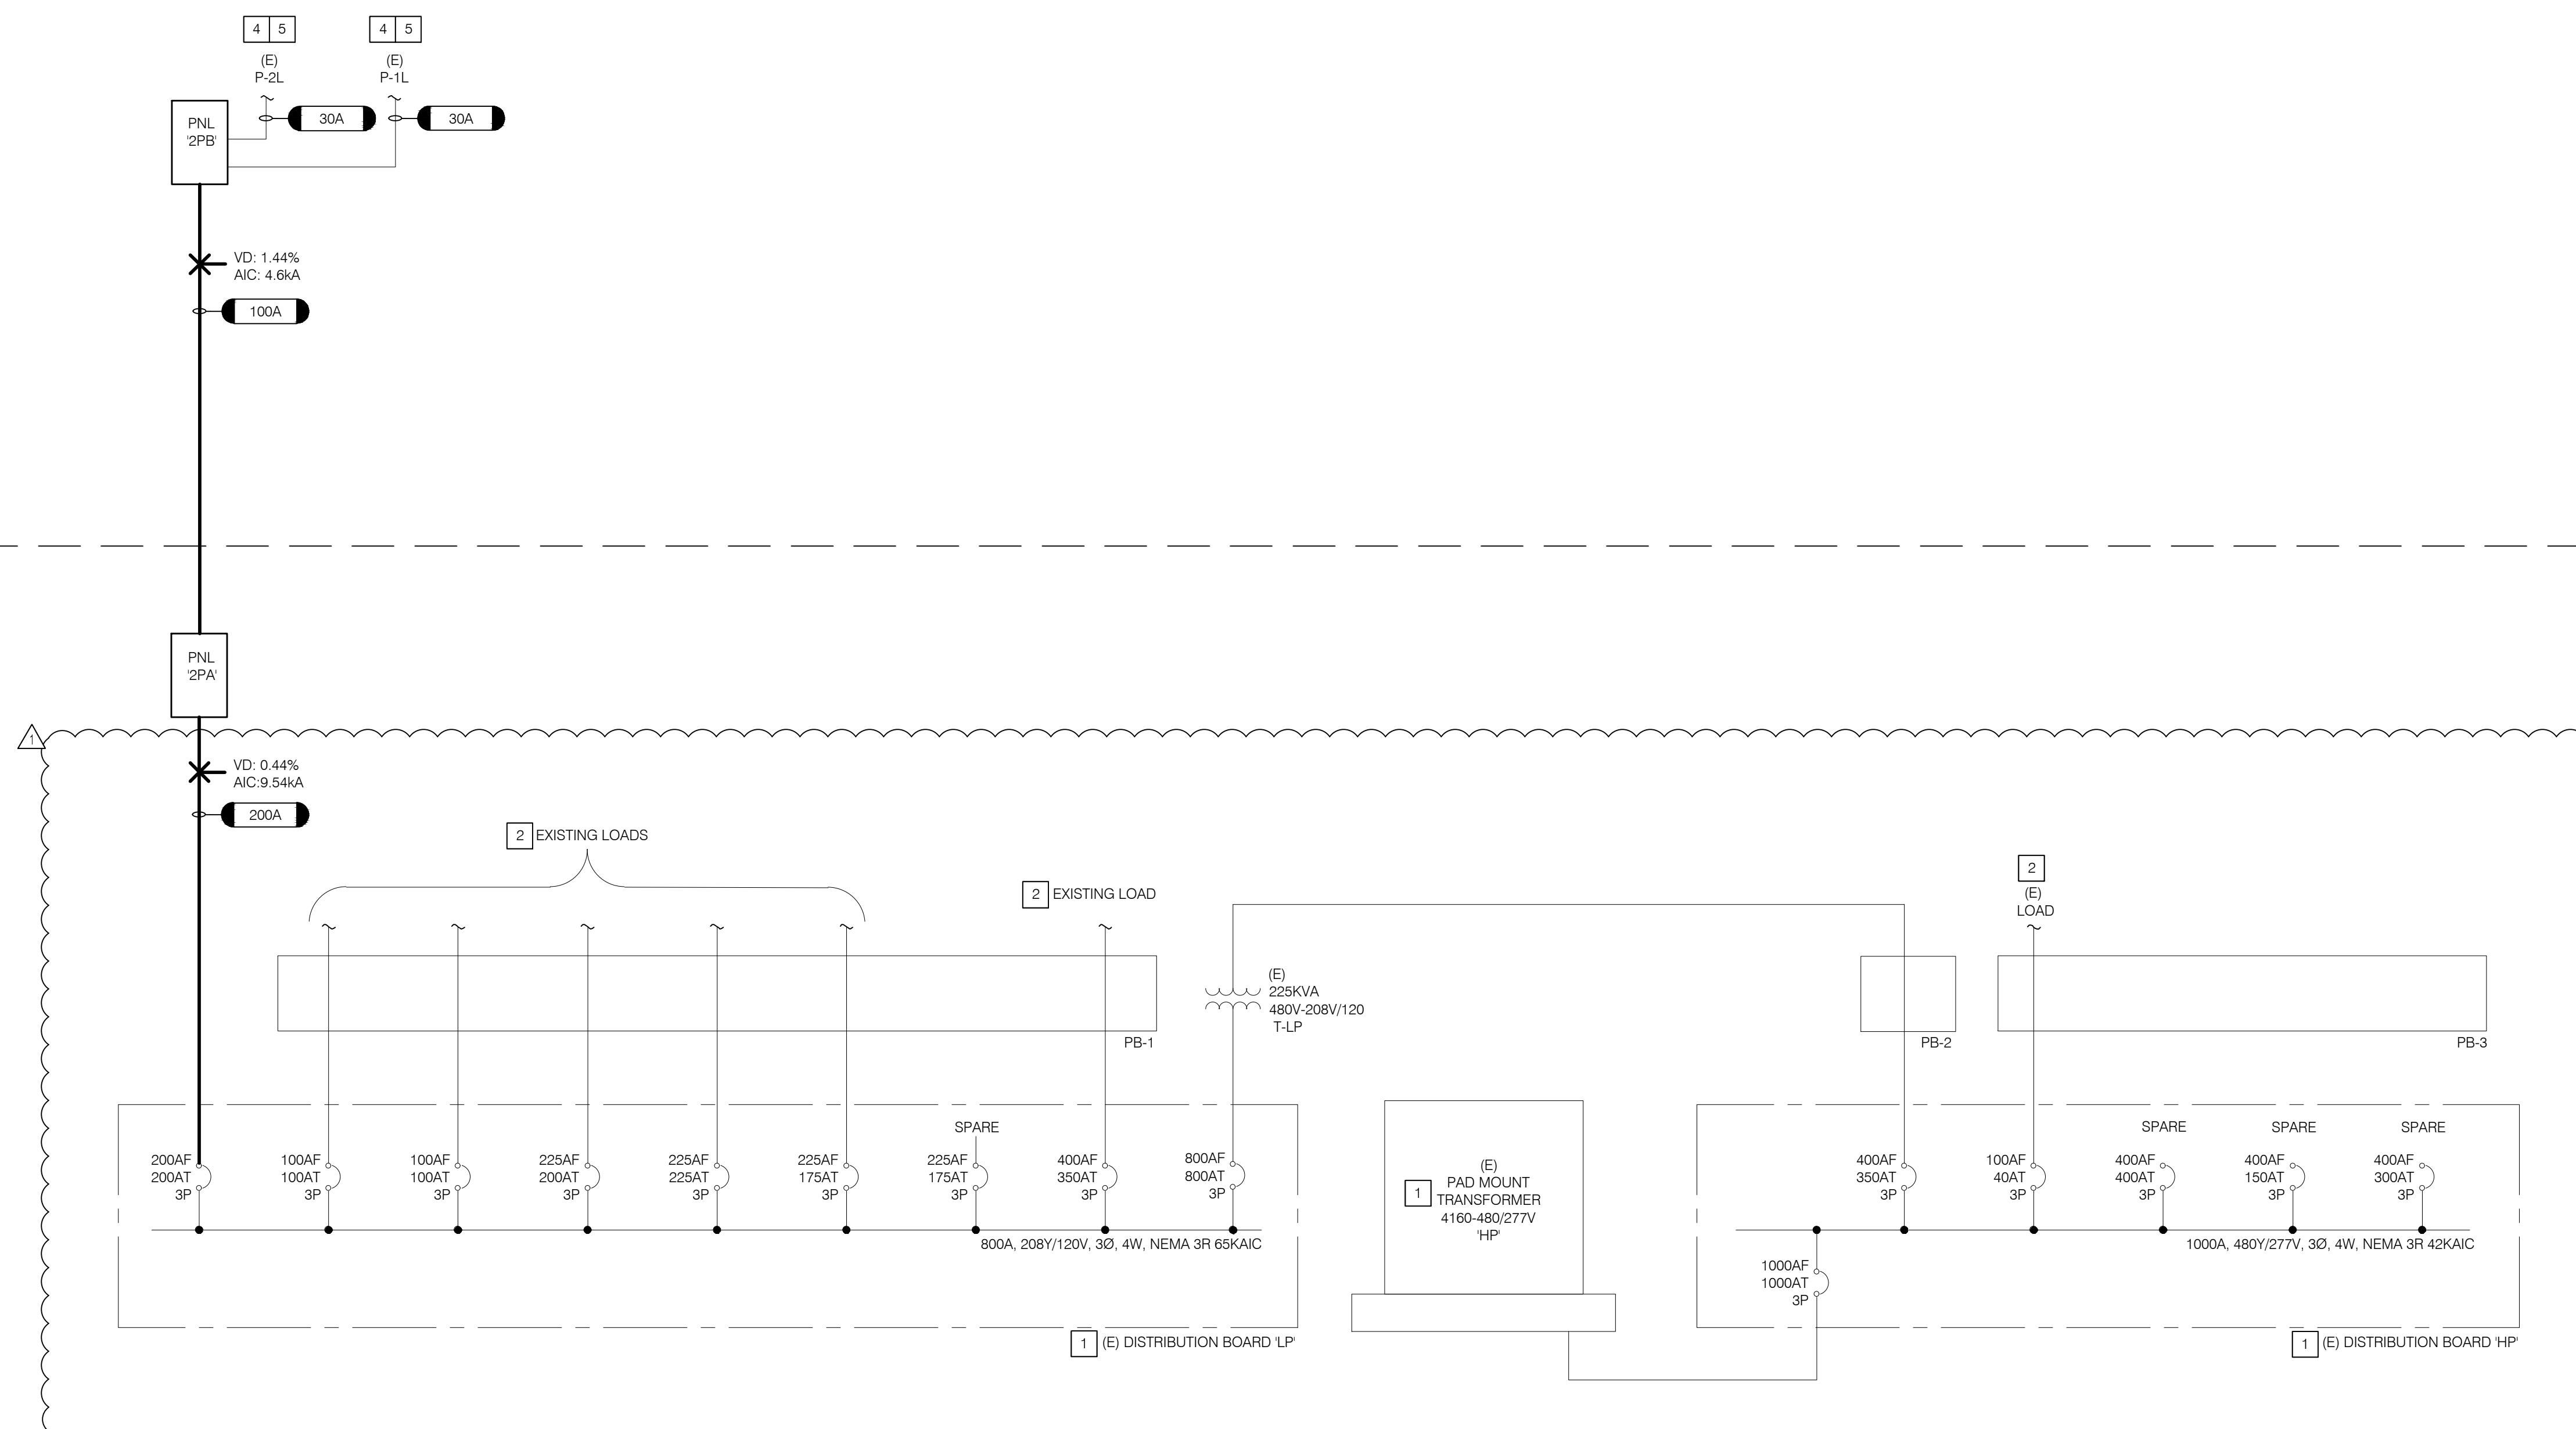 4 5
4 5
(E)
P-2L
(E)
P-1L
30A
30A
PNL
'2PB'
VD: 1.44%
AIC: 4.6kA
100A
PNL
'2PA'
1
VD: 0.44%
AIC:9.54kA
200A
2 EXISTING LOADS
2 EXISTING LOAD
2
(E)
LOAD
(E)
225KVA
480V-208V/120
T-LP
PB-1
PB-2
PB-3
200AF
200AT
3P
100AF
100AT
3P
100AF
100AT
3P
225AF
200AT
3P
225AF
225AT
3P
225AF
175AT
3P
SPARE
225AF
175AT
3P
400AF
350AT
3P
800AF
800AT
3P
800A, 208Y/120V, 3Ø, 4W, NEMA 3R 65KAIC
1 (E) DISTRIBUTION BOARD 'LP'
1
(E)
PAD MOUNT
TRANSFORMER
4160-480/277V
'HP'
400AF
350AT
3P
100AF
40AT
3P
SPARE
400AF
400AT
3P
SPARE
400AF
150AT
3P
SPARE
400AF
300AT
3P
1000A, 480Y/277V, 3Ø, 4W, NEMA 3R 42KAIC
1000AF
1000AT
3P
1 (E) DISTRIBUTION BOARD 'HP'